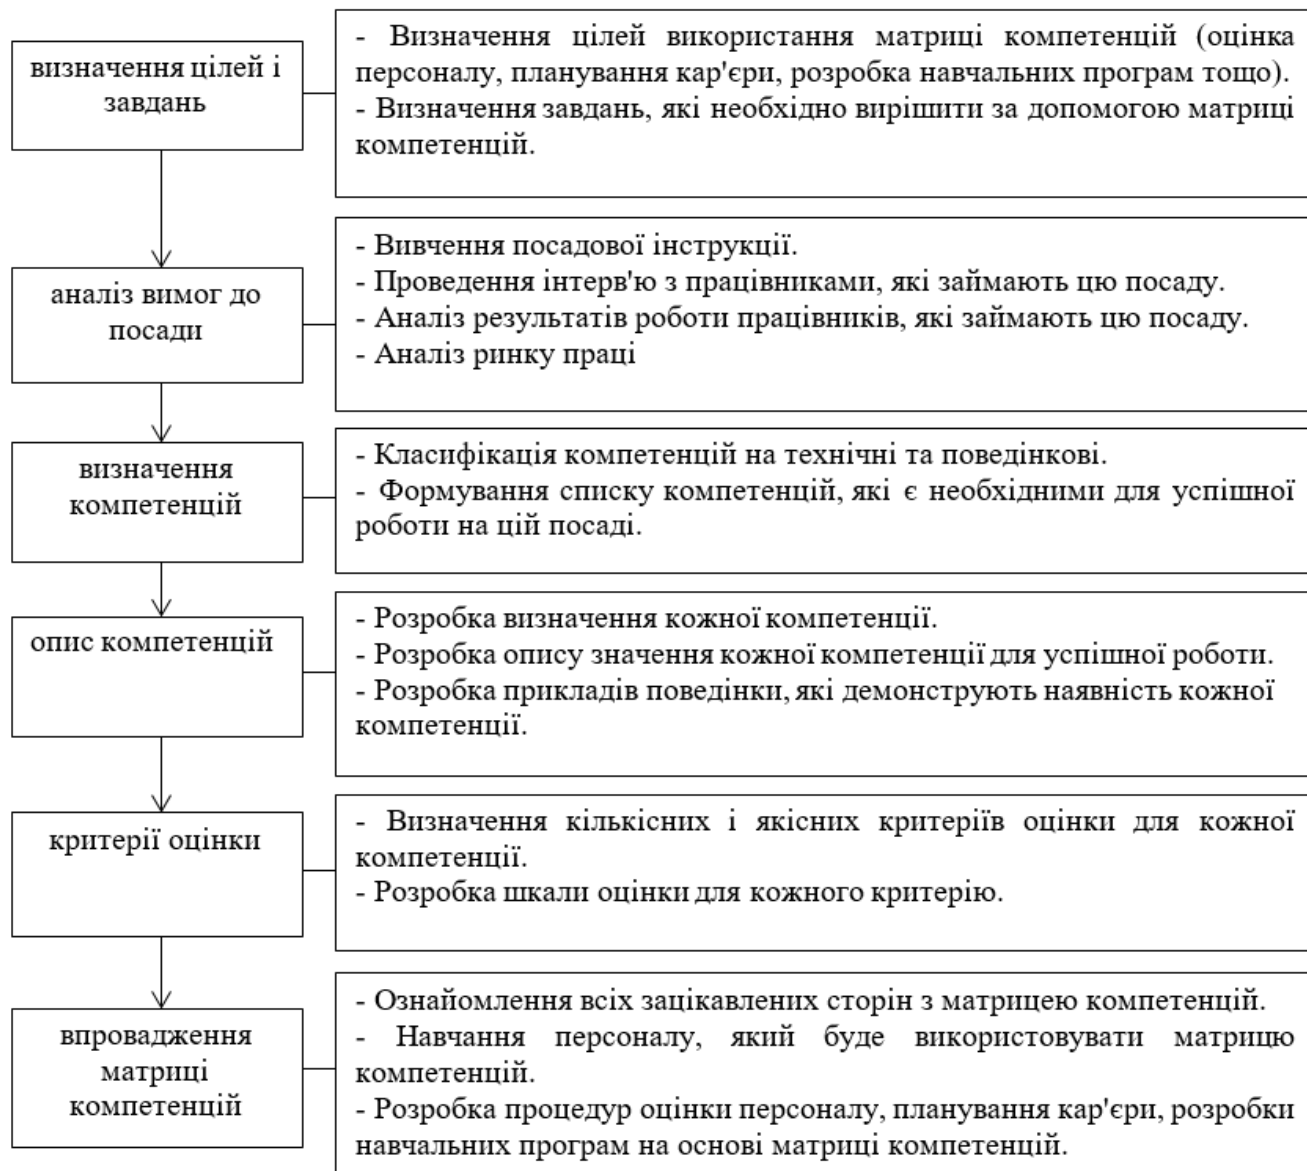 визначення цілей і
завдань
- Визначення цілей використання матриці компетенцій (оцінка
персоналу, планування кар'єри, розробка навчальних програм тощо).
- Визначення завдань, які необхідно вирішити за допомогою матриці
компетенцій.
аналіз вимог до
посади
- Вивчення посадової інструкції.
- Проведення інтерв'ю з працівниками, які займають цю посаду.
- Аналіз результатів роботи працівників, які займають цю посаду.
- Аналіз ринку праці
визначення
компетенцій
- Класифікація компетенцій на технічні та поведінкові.
- Формування списку компетенцій, які є необхідними для успішної
роботи на цій посаді.
опис компетенцій
- Розробка визначення кожної компетенції.
- Розробка опису значення кожної компетенції для успішної роботи.
- Розробка прикладів поведінки, які демонструють наявність кожної
компетенції.
критерії оцінки
- Визначення кількісних і якісних критеріїв оцінки для кожної
компетенції.
- Розробка шкали оцінки для кожного критерію.
впровадження
матриці
компетенцій
- Ознайомлення всіх зацікавлених сторін з матрицею компетенцій.
- Навчання персоналу, який буде використовувати матрицю
компетенцій.
- Розробка процедур оцінки персоналу, планування кар'єри, розробки
навчальних програм на основі матриці компетенцій.